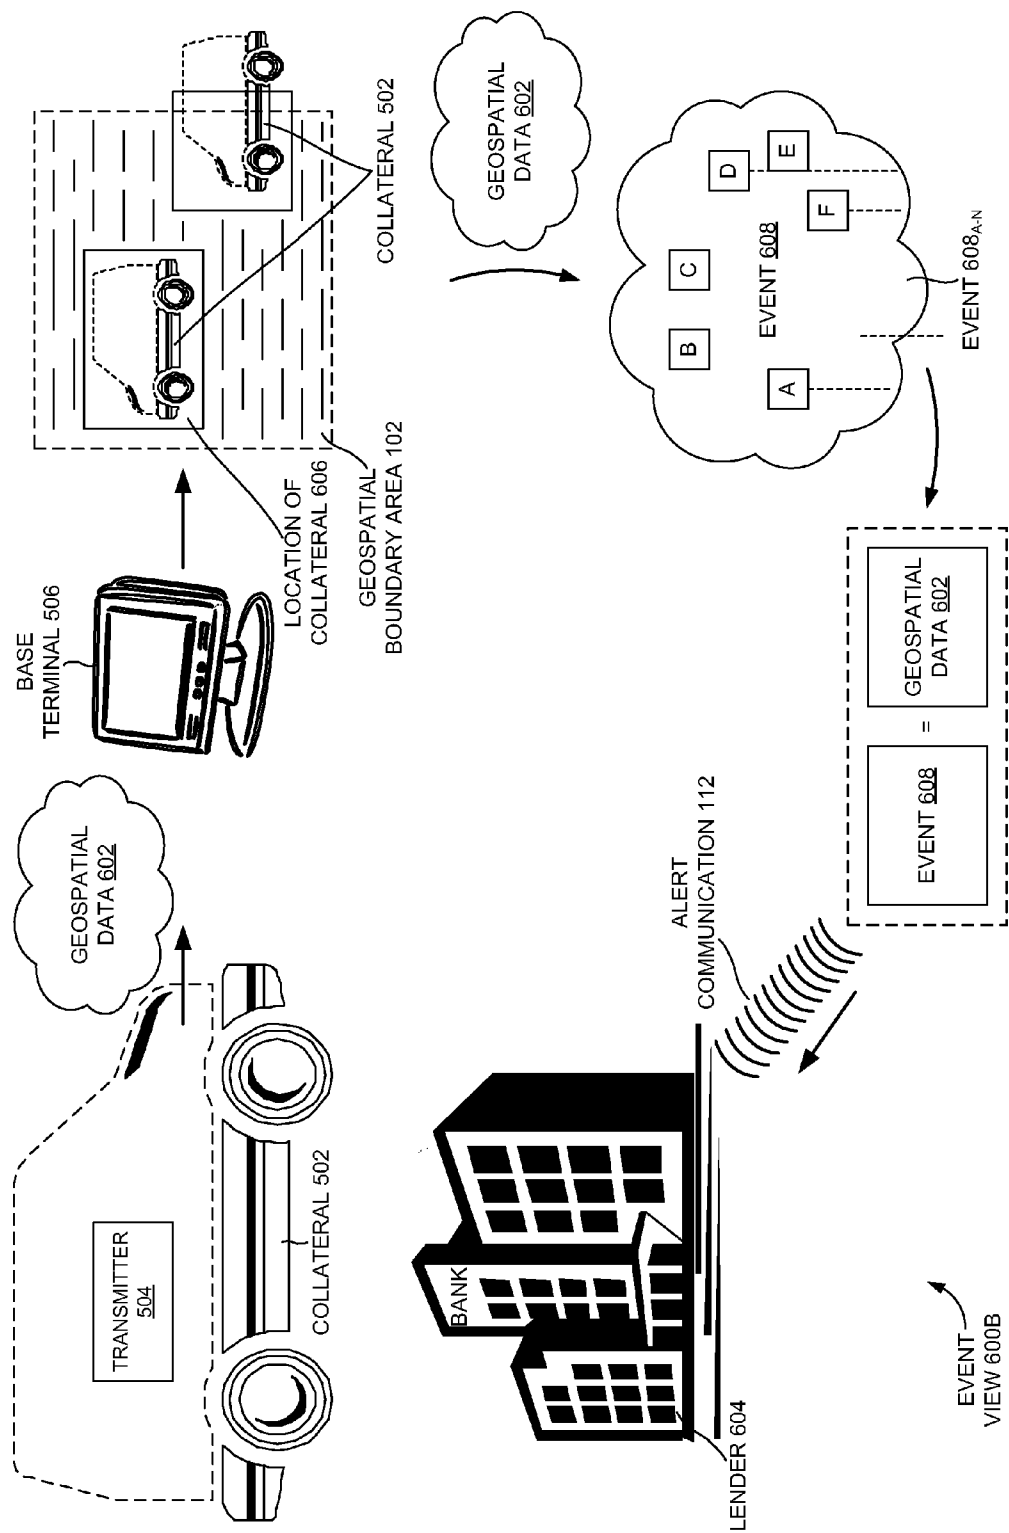 TRANSMITTER
504
COLLATERAL 502
GEOSPATIAL
DATA 602
BASE
TERMINAL 506
LOCATION OF
COLLATERAL 606
GEOSPATIAL
BOUNDARY AREA 102
COLLATERAL 502
GEOSPATIAL
DATA 602
A
B
C
D
E
F
EVENT 608
EVENT 608A-N
EVENT 608
=
GEOSPATIAL
DATA 602
ALERT
COMMUNICATION 112
BANK
LENDER 604
EVENT
VIEW 600B